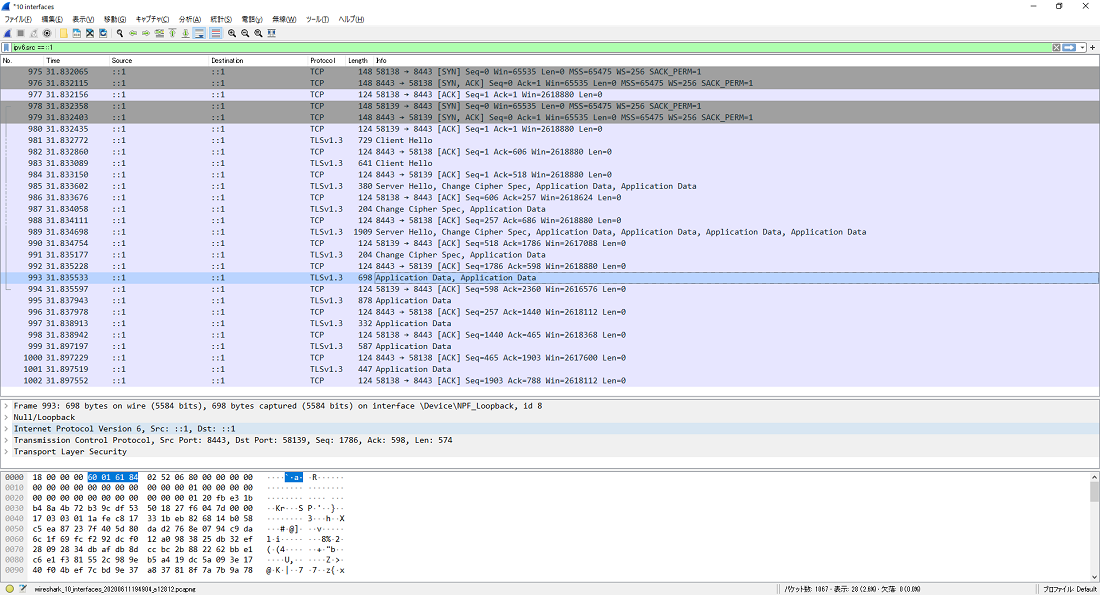 *10 interfaces
ファイル(F) 編集(E) 表示(V) 移動(G) キャプチャ(C) 分析(A) 統計(S) 電話(y) 無線(W) ツール(T) ヘルプ(H)
ipv6.src == ::1
No. Time Source Destination Protocol Length Info
975 31.832065 ::1 ::1 TCP 148 58138 → 8443 [SYN] Seq=0 Win=65535 Len=0 MSS=65475 WS=256 SACK_PERM=1
976 31.832115 ::1 ::1 TCP 148 8443 → 58138 [SYN, ACK] Seq=0 Ack=1 Win=65535 Len=0 MSS=65475 WS=256 SACK_PERM=1
977 31.832156 ::1 ::1 TCP 124 58138 → 8443 [ACK] Seq=1 Ack=1 Win=2618880 Len=0
978 31.832358 ::1 ::1 TCP 148 58139 → 8443 [SYN] Seq=0 Win=65535 Len=0 MSS=65475 WS=256 SACK_PERM=1
979 31.832403 ::1 ::1 TCP 148 8443 → 58139 [SYN, ACK] Seq=0 Ack=1 Win=65535 Len=0 MSS=65475 WS=256 SACK_PERM=1
980 31.832435 ::1 ::1 TCP 124 58139 → 8443 [ACK] Seq=1 Ack=1 Win=2618880 Len=0
981 31.832772 ::1 ::1 TLSv1.3 729 Client Hello
982 31.832860 ::1 ::1 TCP 124 8443 → 58138 [ACK] Seq=1 Ack=606 Win=2618880 Len=0
983 31.833089 ::1 ::1 TLSv1.3 641 Client Hello
984 31.833150 ::1 ::1 TCP 124 8443 → 58139 [ACK] Seq=1 Ack=518 Win=2618880 Len=0
985 31.833602 ::1 ::1 TLSv1.3 380 Server Hello, Change Cipher Spec, Application Data, Application Data
986 31.833676 ::1 ::1 TCP 124 58138 → 8443 [ACK] Seq=606 Ack=257 Win=2618624 Len=0
987 31.834058 ::1 ::1 TLSv1.3 204 Change Cipher Spec, Application Data
988 31.834111 ::1 ::1 TCP 124 8443 → 58138 [ACK] Seq=257 Ack=686 Win=2618880 Len=0
989 31.834698 ::1 ::1 TLSv1.3 1909 Server Hello, Change Cipher Spec, Application Data, Application Data, Application Data, Application Data
990 31.834754 ::1 ::1 TCP 124 58139 → 8443 [ACK] Seq=518 Ack=1786 Win=2617088 Len=0
991 31.835177 ::1 ::1 TLSv1.3 204 Change Cipher Spec, Application Data
992 31.835228 ::1 ::1 TCP 124 8443 → 58139 [ACK] Seq=1786 Ack=598 Win=2618880 Len=0
993 31.835533 ::1 ::1 TLSv1.3 698 Application Data, Application Data
994 31.835597 ::1 ::1 TCP 124 58139 → 8443 [ACK] Seq=598 Ack=2360 Win=2616576 Len=0
995 31.837943 ::1 ::1 TLSv1.3 878 Application Data
996 31.837978 ::1 ::1 TCP 124 8443 → 58138 [ACK] Seq=257 Ack=1440 Win=2618112 Len=0
997 31.838913 ::1 ::1 TLSv1.3 332 Application Data
998 31.838942 ::1 ::1 TCP 124 58138 → 8443 [ACK] Seq=1440 Ack=465 Win=2618368 Len=0
999 31.897197 ::1 ::1 TLSv1.3 587 Application Data
1000 31.897229 ::1 ::1 TCP 124 8443 → 58138 [ACK] Seq=465 Ack=1903 Win=2617600 Len=0
1001 31.897519 ::1 ::1 TLSv1.3 447 Application Data
1002 31.897552 ::1 ::1 TCP 124 58138 → 8443 [ACK] Seq=1903 Ack=788 Win=2618112 Len=0
Frame 993: 698 bytes on wire (5584 bits), 698 bytes captured (5584 bits) on interface \Device\NPF_Loopback, id 8
Null/Loopback
Internet Protocol Version 6, Src: ::1, Dst: ::1
Transmission Control Protocol, Src Port: 8443, Dst Port: 58139, Seq: 1786, Ack: 598, Len: 574
Transport Layer Security
0000 18 00 00 00 60 01 61 84 02 52 06 80 00 00 00 00 ····`·a· ·R······
0010 00 00 00 00 00 00 00 00 00 00 00 01 00 00 00 00 ········ ········
0020 00 00 00 00 00 00 00 00 00 00 00 01 20 fb e3 1b ········ ···· ···
0030 b4 8a 4b 72 b3 9c df 53 50 18 27 f6 04 7d 00 00 ··Kr···S P·'··}··
0040 17 03 03 01 1a fe c8 17 33 1b eb 82 68 14 b0 58 ········ 3···h··X
0050 c5 ea 87 23 7f 40 5d 80 da d2 76 8e 07 94 c9 da ···#·@]· ··v·····
0060 6c 1f 69 fc f2 92 dc f0 12 a0 98 38 25 db 32 ef l·i····· ···8%·2·
0070 28 09 28 34 db af db 8d cc bc 2b 88 22 62 bb e1 (·(4···· ··+·"b··
0080 c6 e1 f3 81 55 2c 98 9e b5 a4 19 dc 5a 09 3e 17 ····U,·· ····Z·>·
0090 40 f0 4b ef 7c bd 9e 37 a8 37 81 8f 7a 7b 9a 78 @·K·|··7 ·7··z{·x
wireshark_10_interfaces_20200611194904_a12812.pcapng パケット数: 1067 · 表示: 28 (2.6%) · 欠落: 0 (0.0%) プロファイル: Default